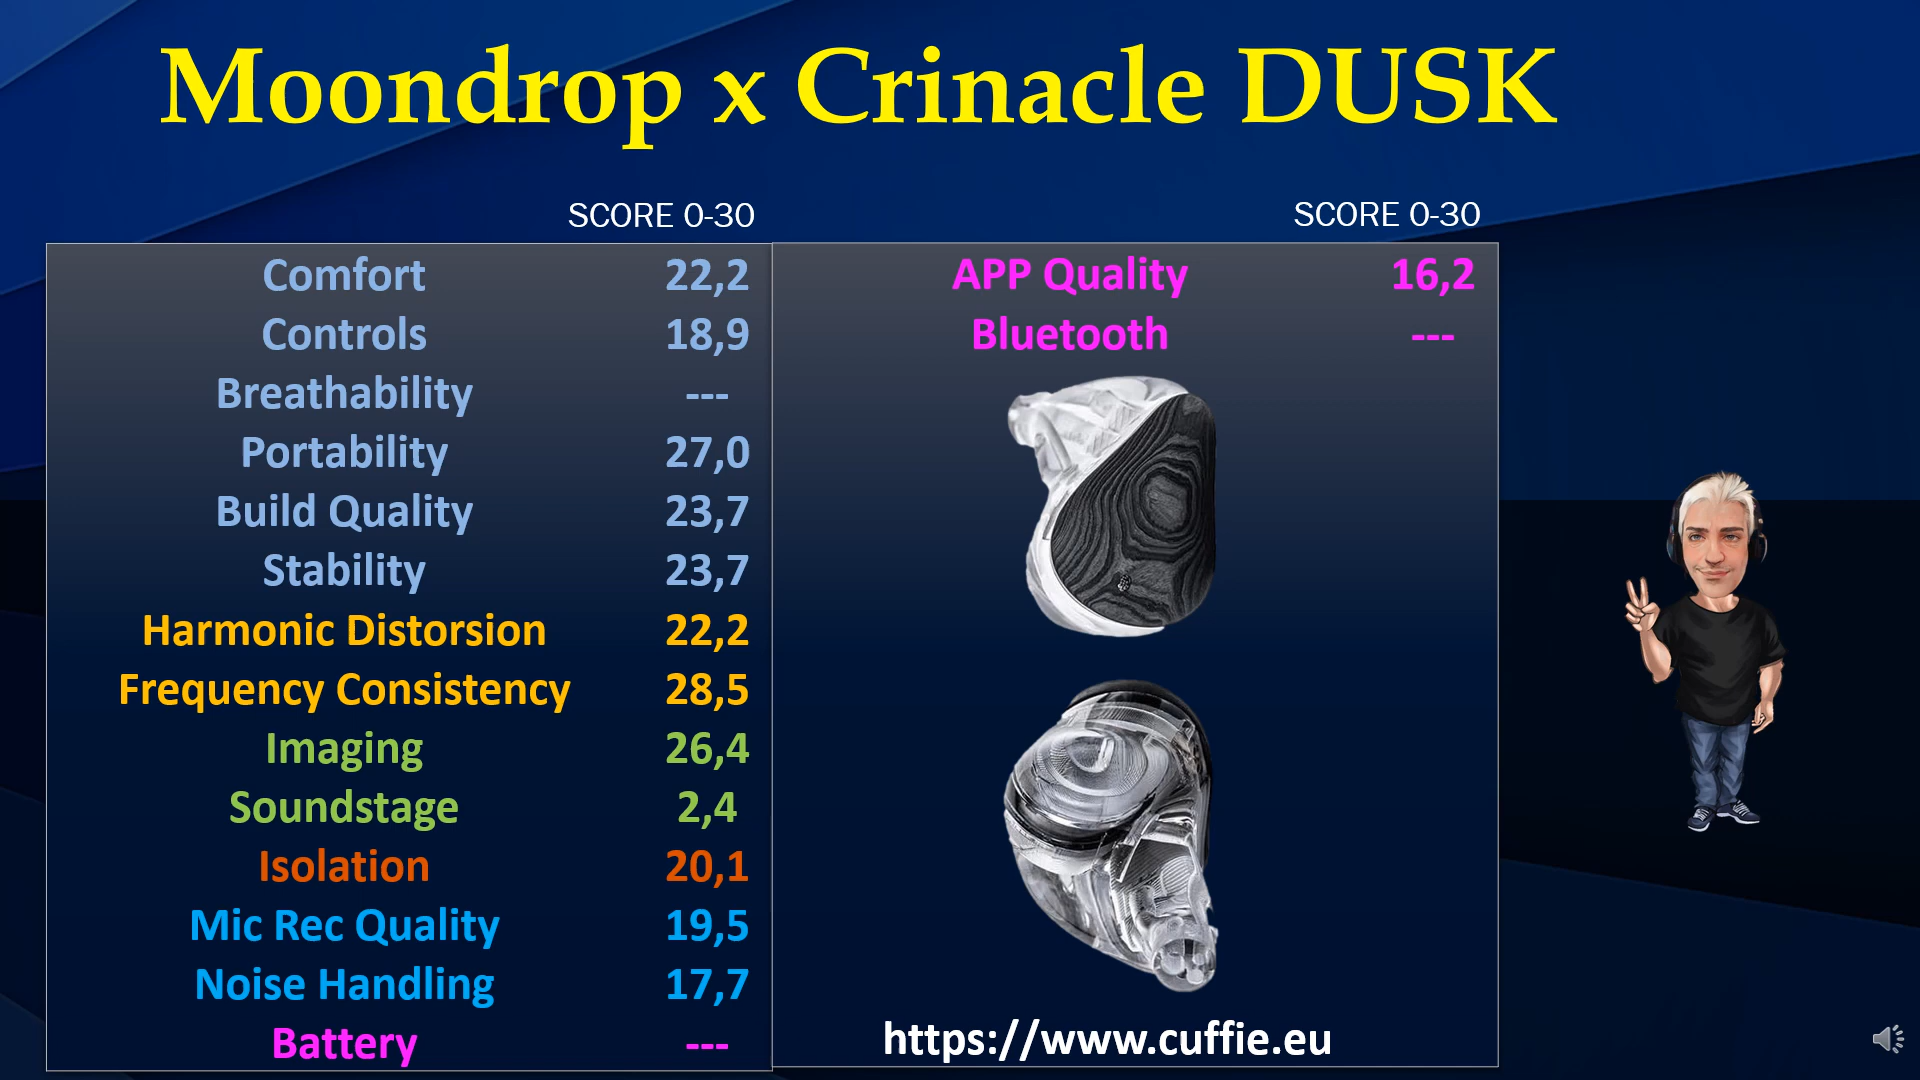 Moondrop x Crinacle DUSK
SCORE 0-30
Comfort 22,2
Controls 18,9
Breathability ---
Portability 27,0
Build Quality 23,7
Stability 23,7
Harmonic Distorsion 22,2
Frequency Consistency 28,5
Imaging 26,4
Soundstage 2,4
Isolation 20,1
Mic Rec Quality 19,5
Noise Handling 17,7
Battery ---
SCORE 0-30
APP Quality 16,2
Bluetooth ---
https://www.cuffie.eu